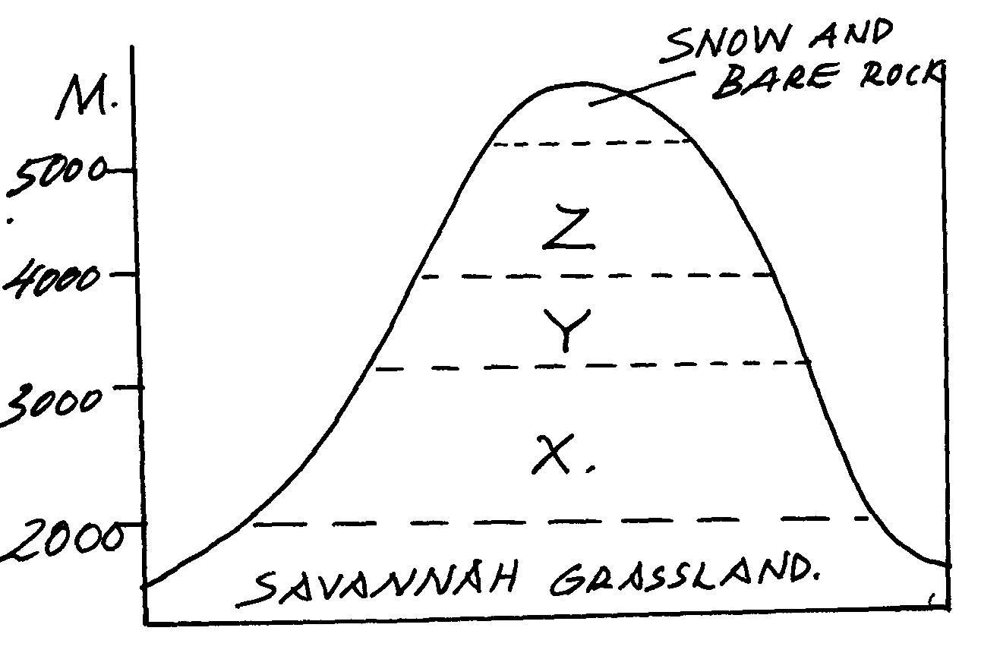 SNOW AND
BARE ROCK
M.
5000
4000
3000
2000
Z
Y
X.
SAVANNAH GRASSLAND.